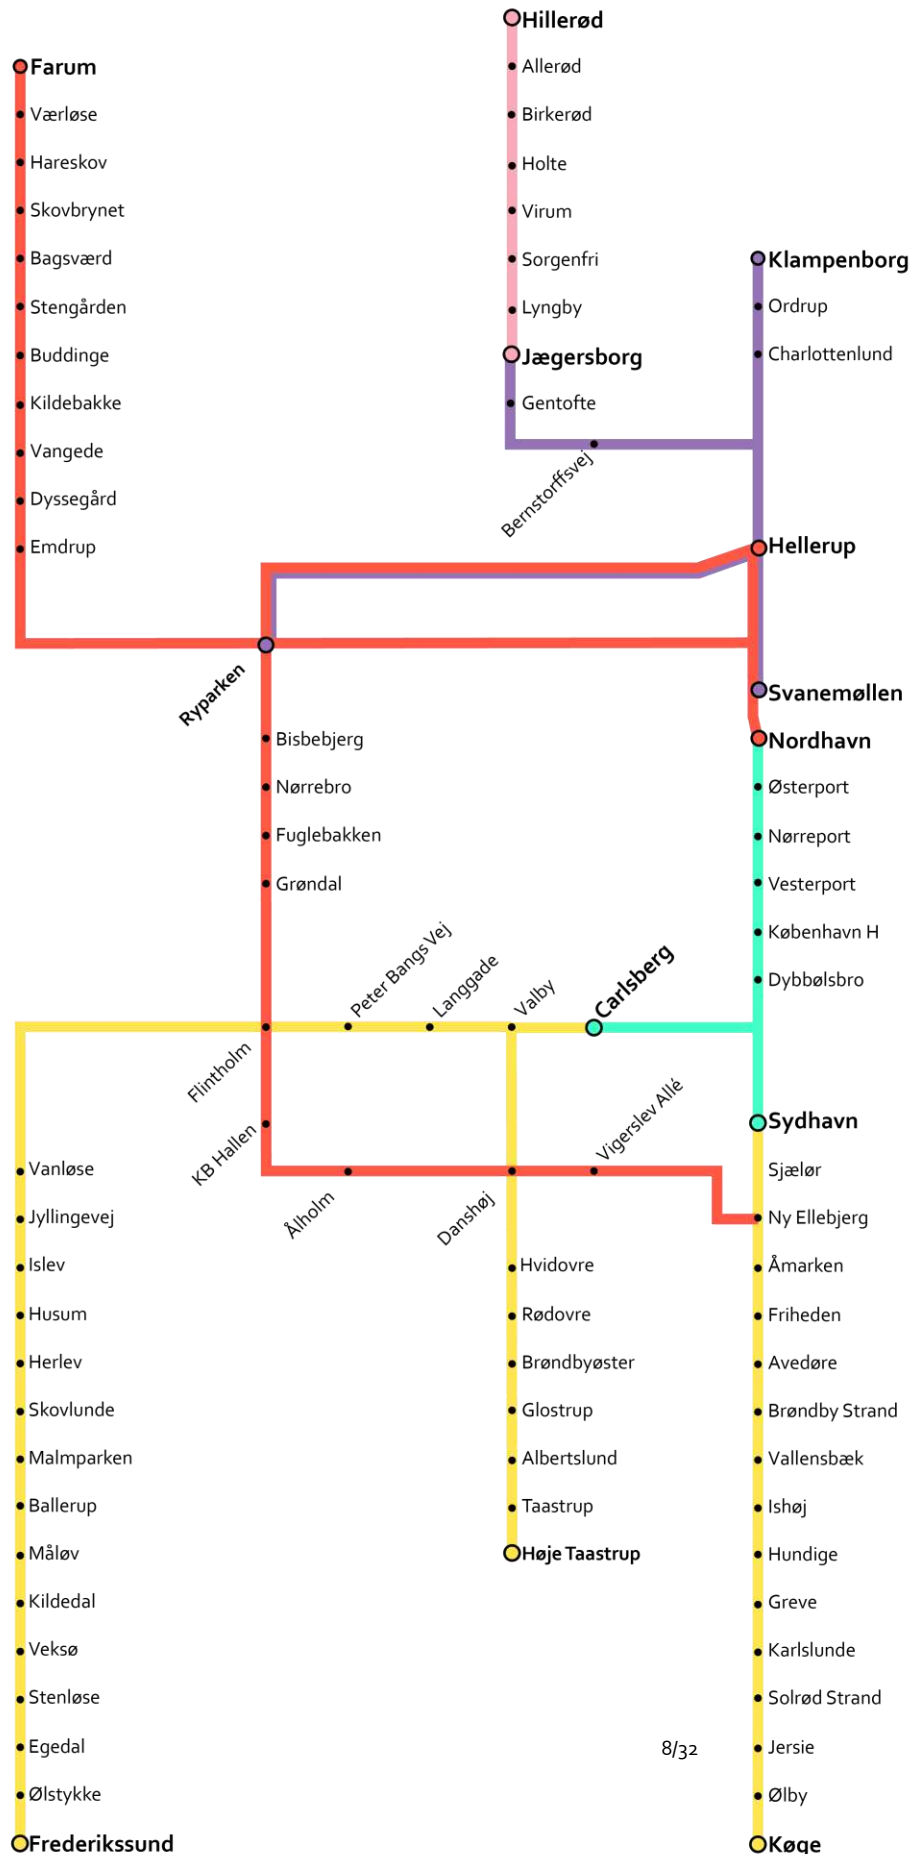 Hillerød
Allerød
Birkerød
Holte
Virum
Sorgenfri
Lyngby
Jægersborg
Gentofte
Bernstorffsvej
Farum
Værløse
Hareskov
Skovbrynet
Bagsværd
Stengården
Buddinge
Kildebakke
Vangede
Dyssegård
Emdrup
Klampenborg
Ordrup
Charlottenlund
Hellerup
Svanemøllen
Nordhavn
Østerport
Nørreport
Vesterport
København H
Dybbølsbro
Ryparken
Bisbebjerg
Nørrebro
Fuglebakken
Grøndal
Flintholm
Peter Bangs Vej
Langgade
Valby
Carlsberg
KB Hallen
Ålholm
Danshøj
Vigerslev Allé
Sydhavn
Sjælør
Ny Ellebjerg
Åmarken
Friheden
Avedøre
Brøndby Strand
Vallensbæk
Ishøj
Hundige
Greve
Karlslunde
Solrød Strand
Jersie
Ølby
Køge
Vanløse
Jyllingevej
Islev
Husum
Herlev
Skovlunde
Malmparken
Ballerup
Måløv
Kildedal
Veksø
Stenløse
Egedal
Ølstykke
Frederikssund
Hvidovre
Rødovre
Brøndbyøster
Glostrup
Albertslund
Taastrup
Høje Taastrup
8/32